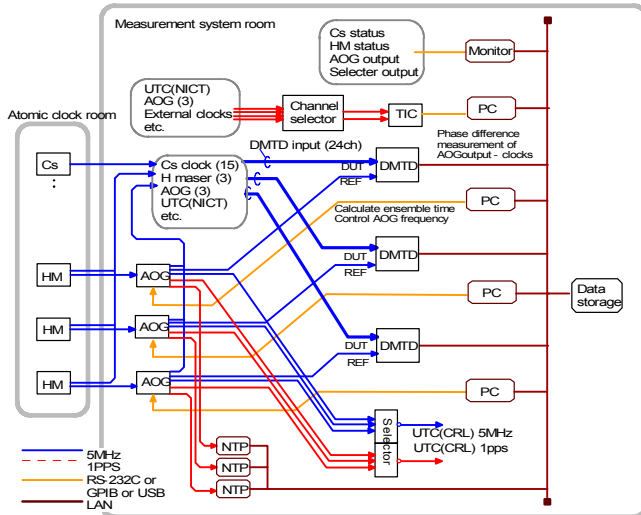 Measurement system room
Cs status
HM status
AOG output
Selecter output
Monitor
UTC(NICT)
AOG (3)
External clocks
etc.
Channel
selector
TIC
PC
Atomic clock room
DMTD input (24ch)
Phase difference
measurement of
AOGoutput - clocks
Cs
:
Cs clock (15)
H maser (3)
AOG (3)
UTC(NICT)
etc.
DUT
REF
DMTD
Calculate ensemble time
Control AOG frequency
PC
HM
AOG
DUT
REF
DMTD
PC
Data
storage
HM
AOG
DUT
REF
DMTD
HM
AOG
PC
Selector
Selector
UTC(CRL) 5MHz
UTC(CRL) 1pps
NTP
NTP
NTP
5MHz
1PPS
RS-232C or
GPIB or USB
LAN